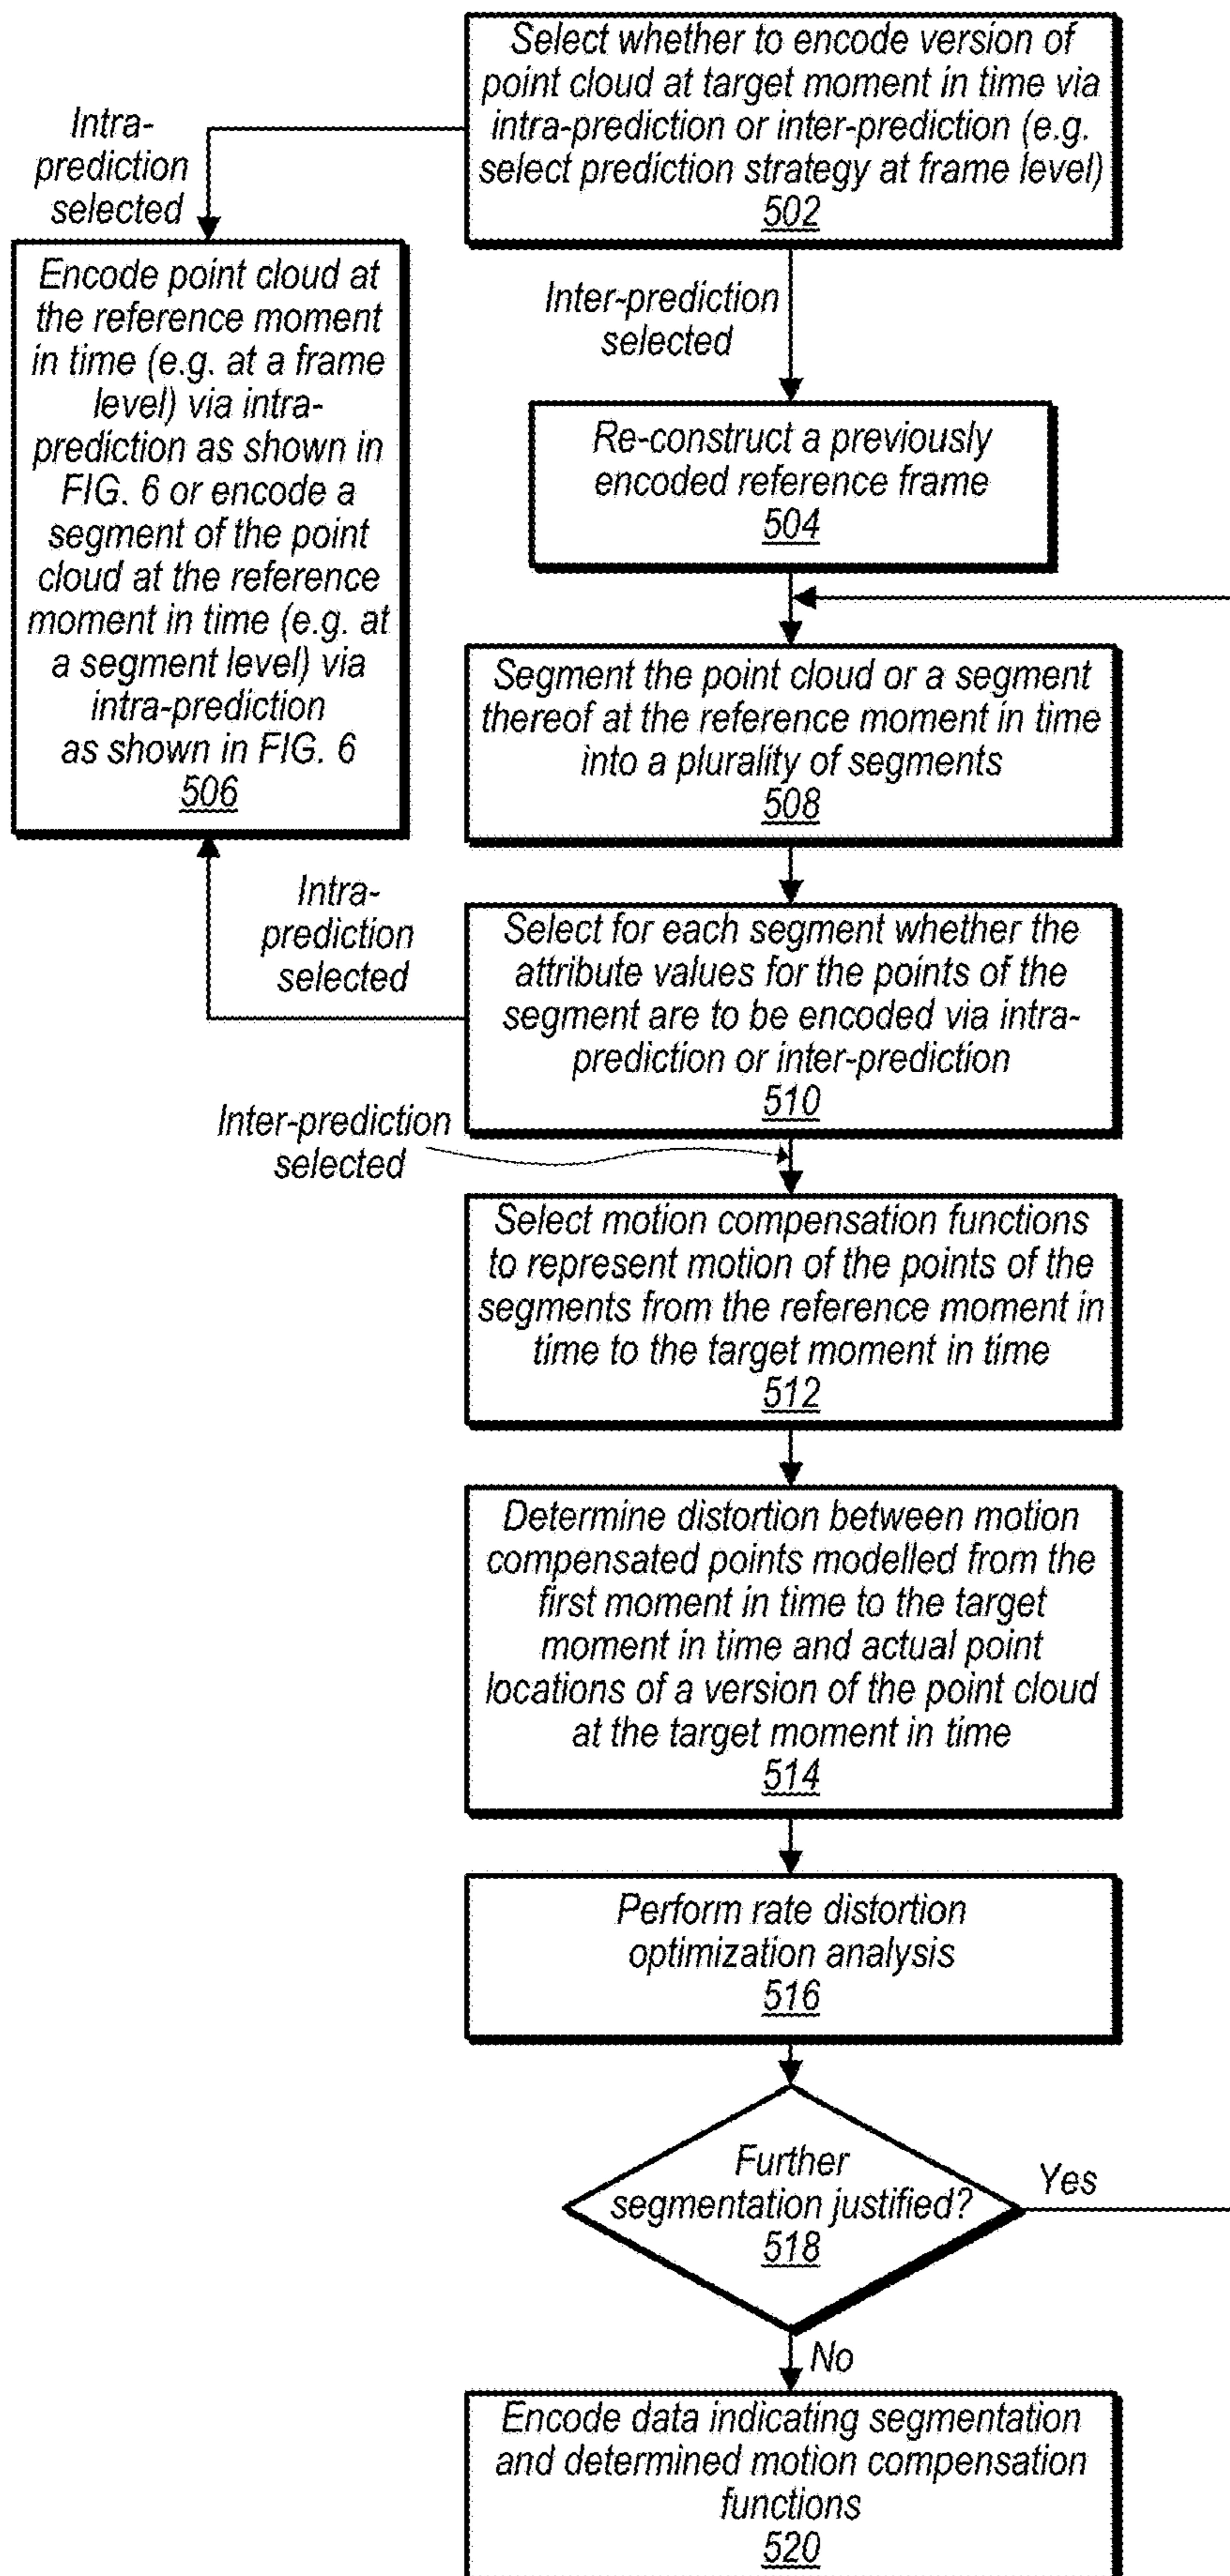 Select whether to encode version of
point cloud at target moment in time via
intra-prediction or inter-prediction (e.g.
select prediction strategy at frame level)
502
Intra-
prediction
selected
Encode point cloud at
the reference moment
in time (e.g. at a frame
level) via intra-
prediction as shown in
FIG. 6 or encode a
segment of the point
cloud at the reference
moment in time (e.g. at
a segment level) via
intra-prediction
as shown in FIG. 6
506
Inter-prediction
selected
Re-construct a previously
encoded reference frame
504
Segment the point cloud or a segment
thereof at the reference moment in time
into a plurality of segments
508
Intra-
prediction
selected
Select for each segment whether the
attribute values for the points of the
segment are to be encoded via intra-
prediction or inter-prediction
510
Inter-prediction
selected
Select motion compensation functions
to represent motion of the points of the
segments from the reference moment in
time to the target moment in time
512
Determine distortion between motion
compensated points modelled from the
first moment in time to the target
moment in time and actual point
locations of a version of the point cloud
at the target moment in time
514
Perform rate distortion
optimization analysis
516
Further
segmentation justified?
518
Yes
No
Encode data indicating segmentation
and determined motion compensation
functions
520